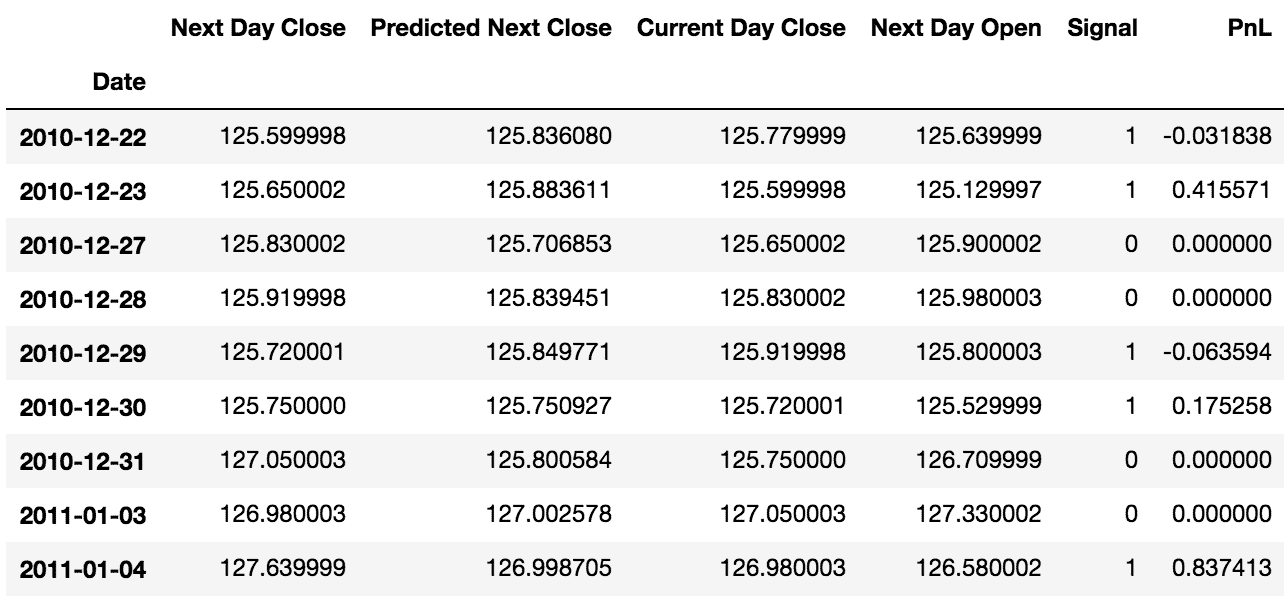 Next Day Close Predicted Next Close Current Day Close Next Day Open Signal PnL
Date
2010-12-22 125.599998 125.836080 125.779999 125.639999 1 -0.031838
2010-12-23 125.650002 125.883611 125.599998 125.129997 1 0.415571
2010-12-27 125.830002 125.706853 125.650002 125.900002 0 0.000000
2010-12-28 125.919998 125.839451 125.830002 125.980003 0 0.000000
2010-12-29 125.720001 125.849771 125.919998 125.800003 1 -0.063594
2010-12-30 125.750000 125.750927 125.720001 125.529999 1 0.175258
2010-12-31 127.050003 125.800584 125.750000 126.709999 0 0.000000
2011-01-03 126.980003 127.002578 127.050003 127.330002 0 0.000000
2011-01-04 127.639999 126.998705 126.980003 126.580002 1 0.837413